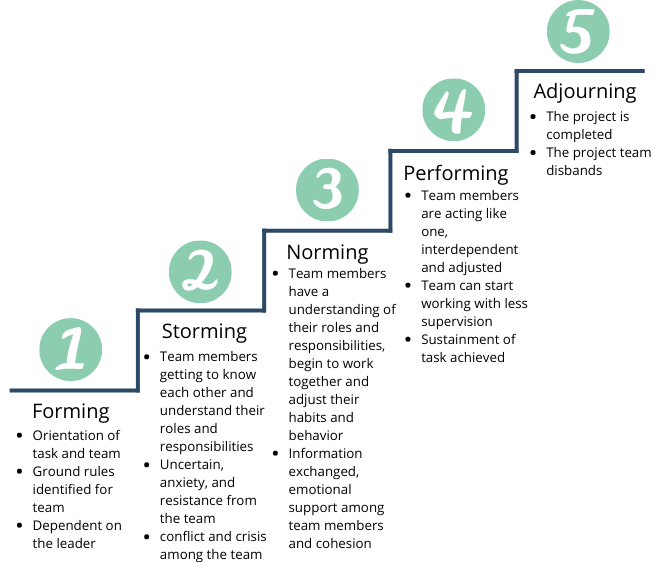 1
Forming
• Orientation of
task and team
• Ground rules
identified for
team
• Dependent on
the leader
2
Storming
• Team members
getting to know
each other and
understand their
roles and
responsibilities
• Uncertain,
anxiety, and
resistance from
the team
• conflict and crisis
among the team
3
Norming
• Team members
have a
understanding of
their roles and
responsibilities,
begin to work
together and
adjust their
habits and
behavior
• Information
exchanged,
emotional
support among
team members
and cohesion
4
Performing
• Team members
are acting like
one,
interdependent
and adjusted
• Team can start
working with less
supervision
• Sustainment of
task achieved
5
Adjourning
• The project is
completed
• The project team
disbands